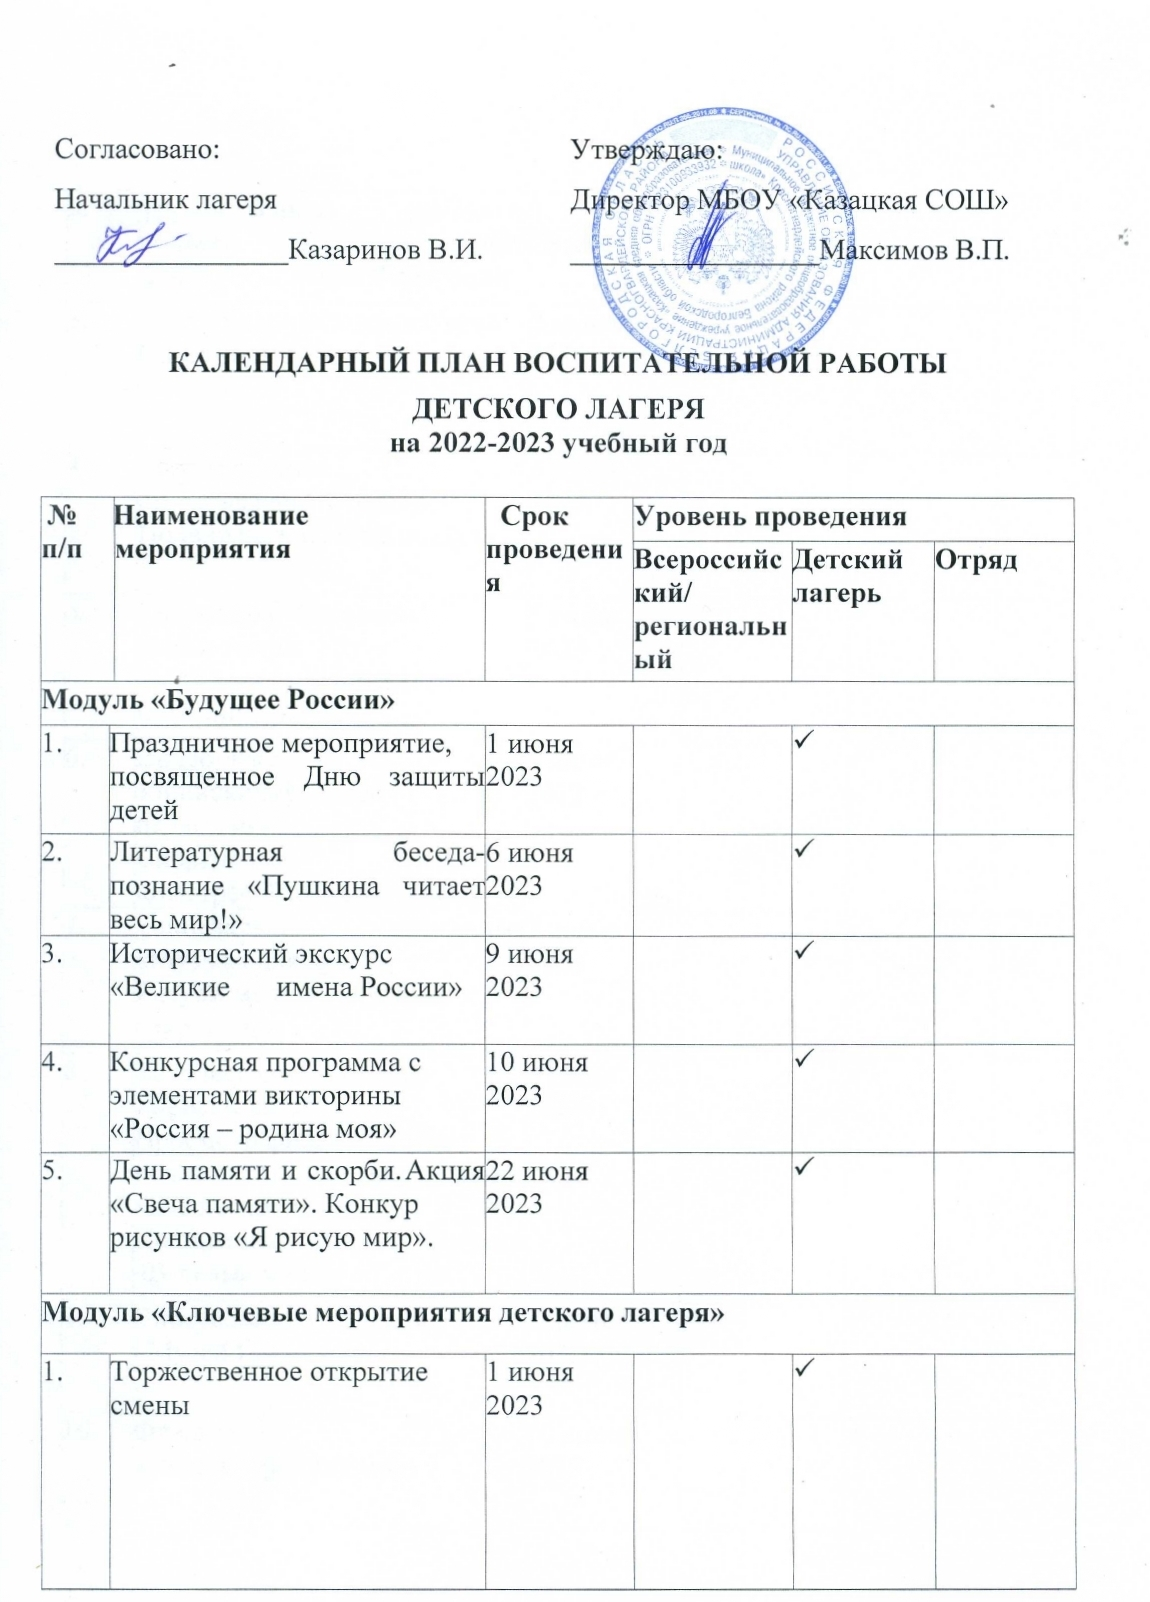 Согласовано:
Утверждаю:
Начальник лагеря
Директор МБОУ «Казацкая СОШ»
Казаринов В.И.
Максимов В.П.
КАЛЕНДАРНЫЙ ПЛАН ВОСПИТАТЕЛЬНОЙ РАБОТЫ
ДЕТСКОГО ЛАГЕРЯ
на 2022-2023 учебный год
№
п/п
Наименование
мероприятия
Срок
проведени
я
Уровень проведения
Всероссийс
кий/
региональн
ый
Детский
лагерь
Отряд
Модуль «Будущее России»
1.
Праздничное мероприятие,
посвященное Дню защиты
детей
1 июня
2023
✓
2.
Литературная беседа-
познание «Пушкина читает
весь мир!»
6 июня
2023
✓
3.
Исторический экскурс
«Великие имена России»
9 июня
2023
✓
4.
Конкурсная программа с
элементами викторины
«Россия – родина моя»
10 июня
2023
✓
5.
День памяти и скорби. Акция
«Свеча памяти». Конкур
рисунков «Я рисую мир».
22 июня
2023
✓
Модуль «Ключевые мероприятия детского лагеря»
1.
Торжественное открытие
смены
1 июня
2023
✓